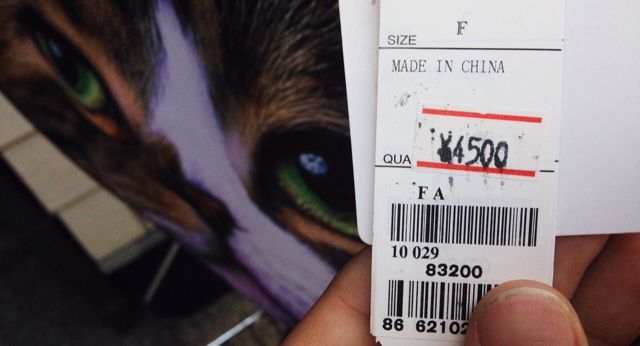 SIZE F
MADE IN CHINA
¥4500
QUA
FA
10 029
83200
86 62102